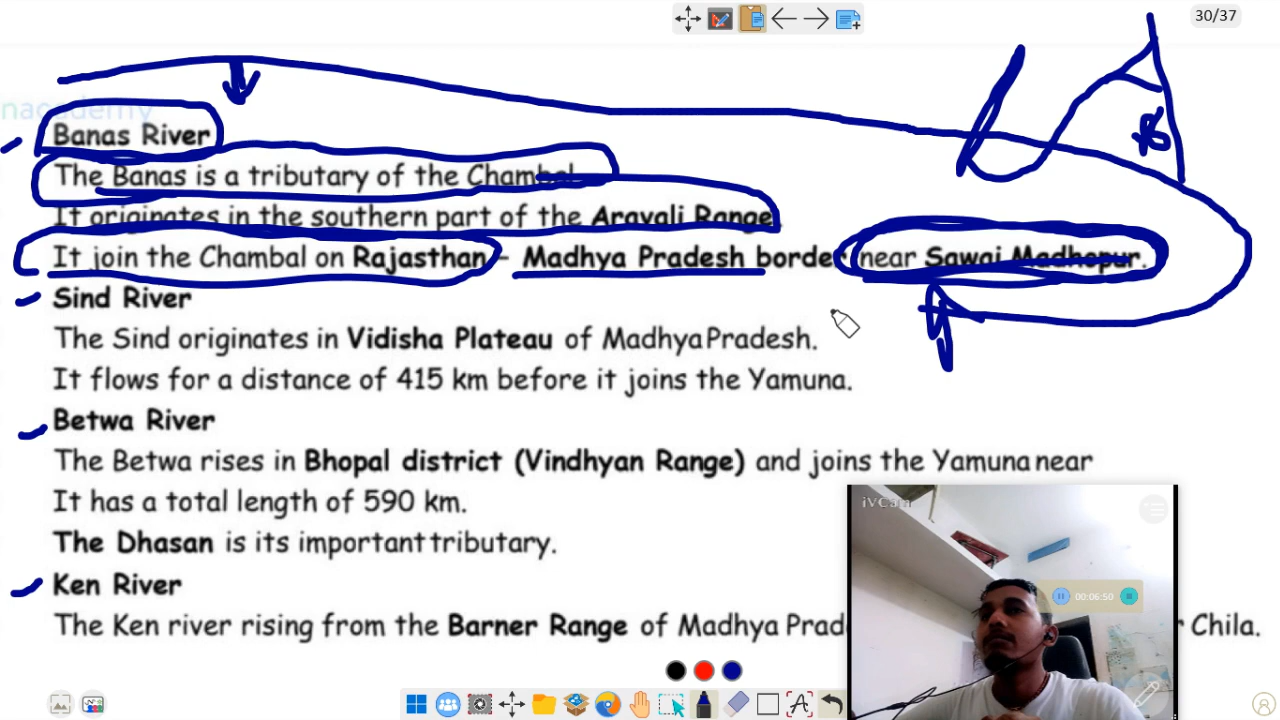 30/37
nacademy
Banas River
The Banas is a tributary of the Chambal
It originates in the southern part of the Aravali Range
It join the Chambal on Rajasthan - Madhya Pradesh border near Sawai Madhopur.
Sind River
The Sind originates in Vidisha Plateau of Madhya Pradesh.
It flows for a distance of 415 km before it joins the Yamuna.
Betwa River
The Betwa rises in Bhopal district (Vindhyan Range) and joins the Yamuna near
It has a total length of 590 km.
The Dhasan is its important tributary.
iVCam
Ken River
00:06:50
The Ken river rising from the Barner Range of Madhya Chila.